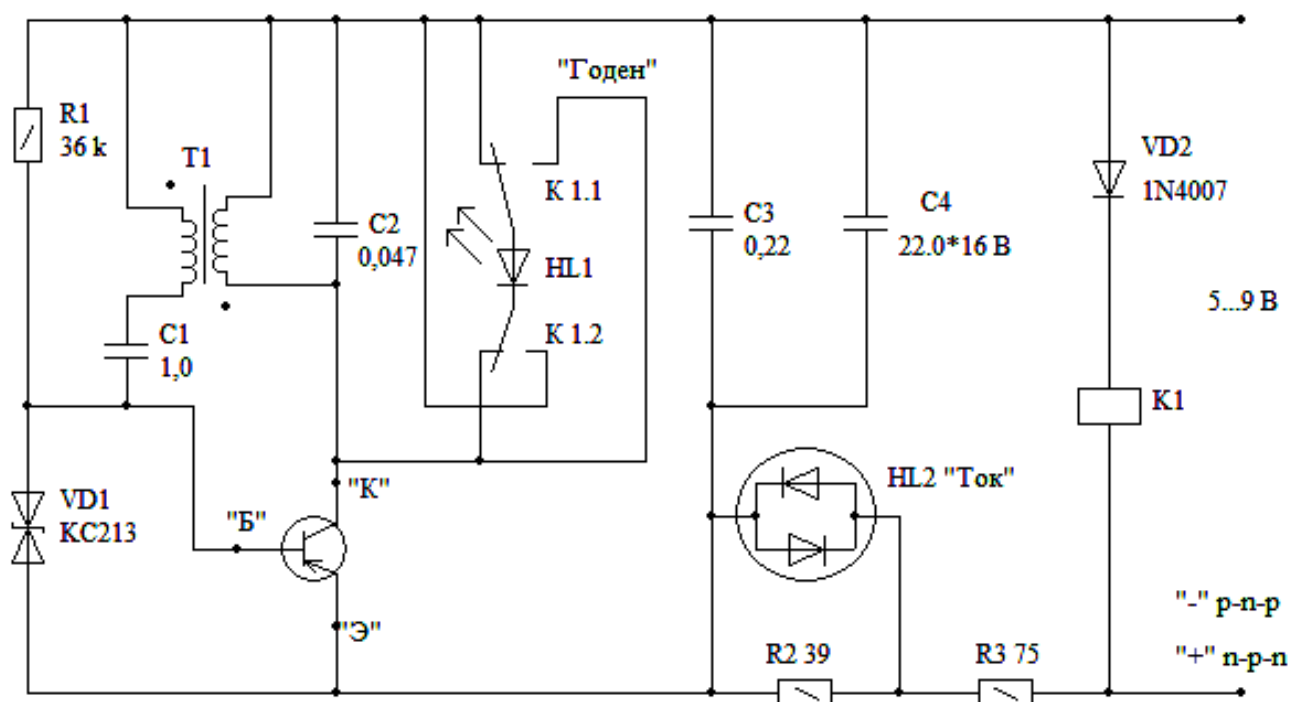 "Годен"
R1
36 k
T1
VD2
1N4007
K 1.1
C2
0,047
C3
0,22
C4
22.0*16 В
HL1
5...9 В
C1
1,0
K 1.2
K1
VD1
KC213
"К"
"Б"
HL2 "Ток"
"Э"
"-" p-n-p
R2 39
R3 75
"+" n-p-n